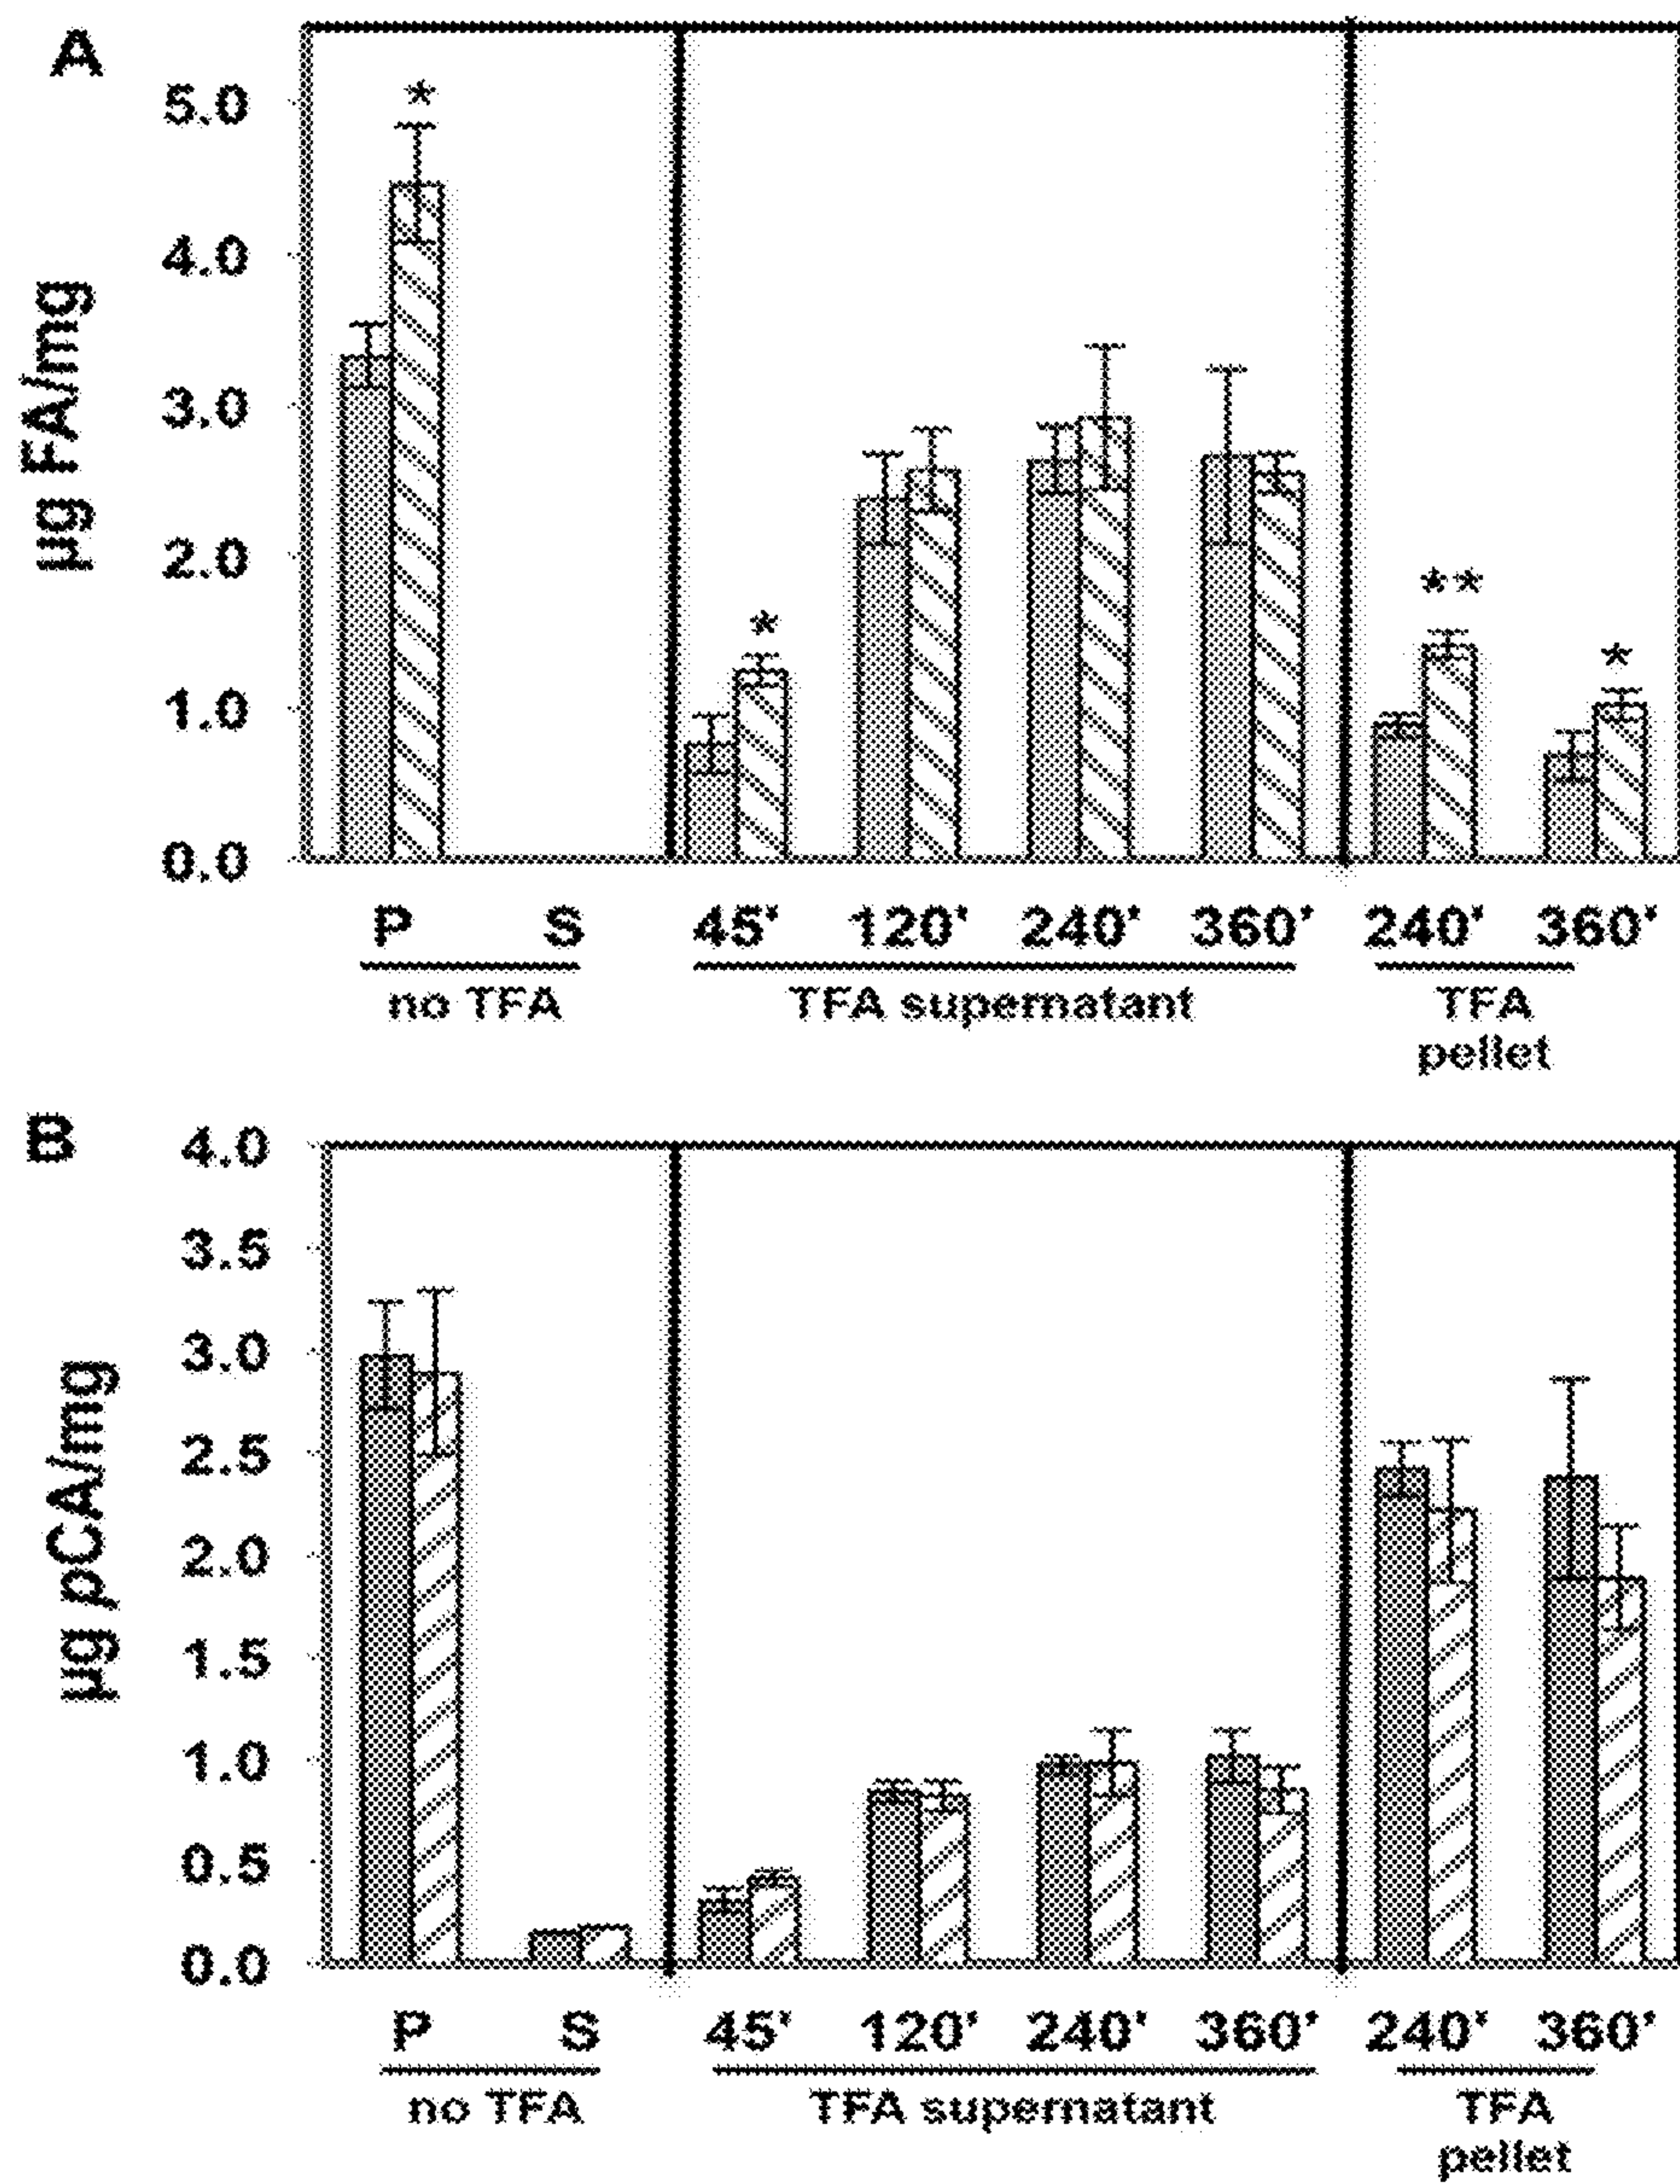 A
5.0
4.0
3.0
2.0
1.0
0.0
µg FA/mg
*
*
**
*
P S 45' 120' 240' 360' 240' 360'
no TFA TFA supernatant TFA
pellet
B
4.0
3.5
3.0
2.5
2.0
1.5
1.0
0.5
0.0
µg pCA/mg
P S 45' 120' 240' 360' 240' 360'
no TFA TFA supernatant TFA
pellet